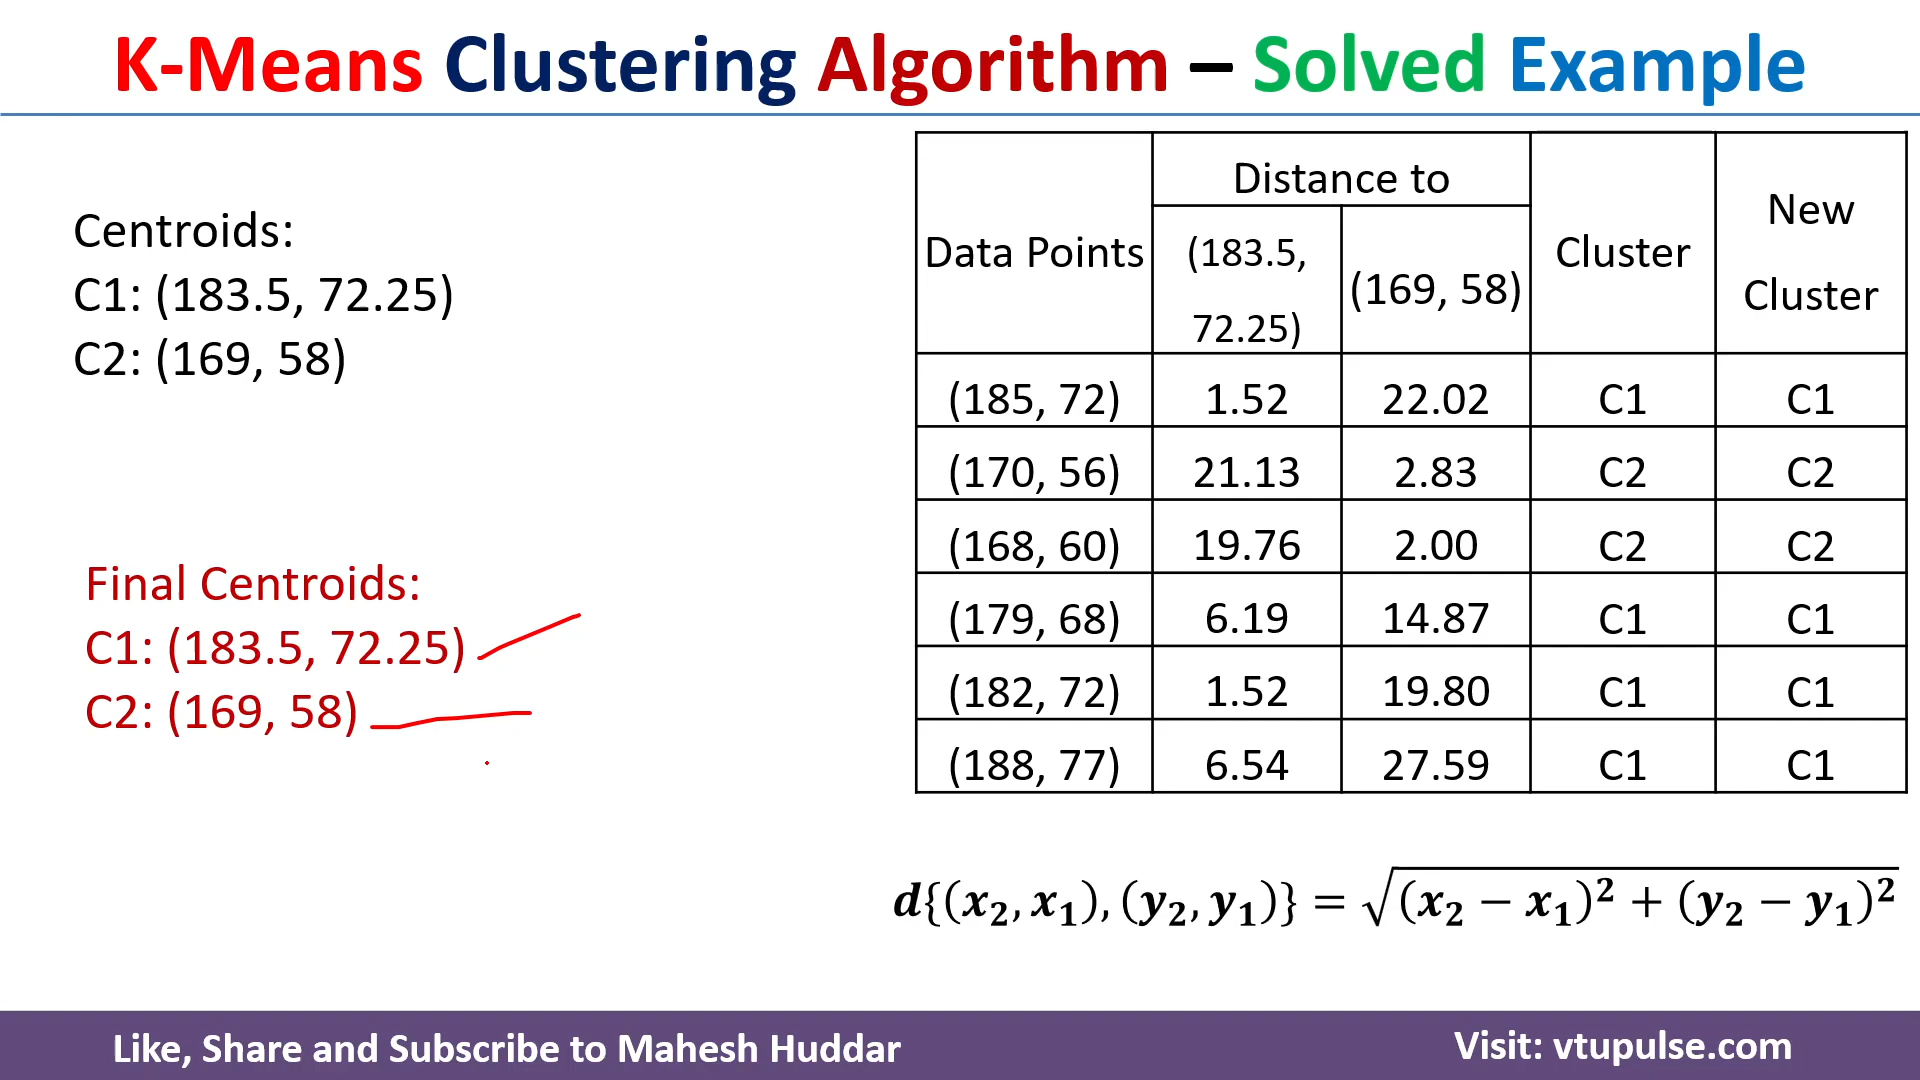 K-Means Clustering Algorithm – Solved Example
Centroids:
C1: (183.5, 72.25)
C2: (169, 58)
Final Centroids:
C1: (183.5, 72.25)
C2: (169, 58)
Data Points Distance to Cluster New Cluster
(183.5, 72.25) (169, 58)
(185, 72) 1.52 22.02 C1 C1
(170, 56) 21.13 2.83 C2 C2
(168, 60) 19.76 2.00 C2 C2
(179, 68) 6.19 14.87 C1 C1
(182, 72) 1.52 19.80 C1 C1
(188, 77) 6.54 27.59 C1 C1
d{(x₂, x₁), (y₂, y₁)} = √(x₂ − x₁)² + (y₂ − y₁)²
Like, Share and Subscribe to Mahesh Huddar
Visit: vtupulse.com